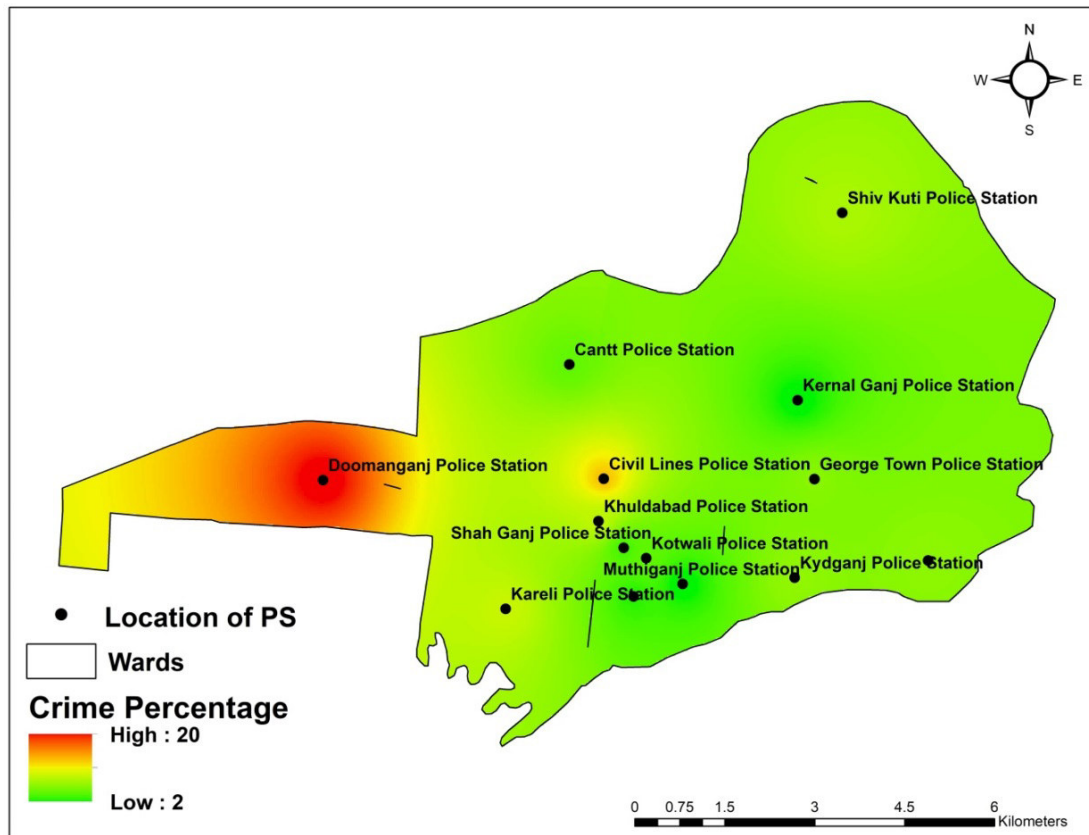 N
W E
S
Shiv Kuti Police Station
Cantt Police Station
Kernal Ganj Police Station
Doomanganj Police Station
Civil Lines Police Station
George Town Police Station
Khuldabad Police Station
Shah Ganj Police Station
Kotwali Police Station
Muthiganj Police Station
Kydganj Police Station
Kareli Police Station
Location of PS
Wards
Crime Percentage
High : 20
Low : 2
0 0.75 1.5 3 4.5 6
Kilometers